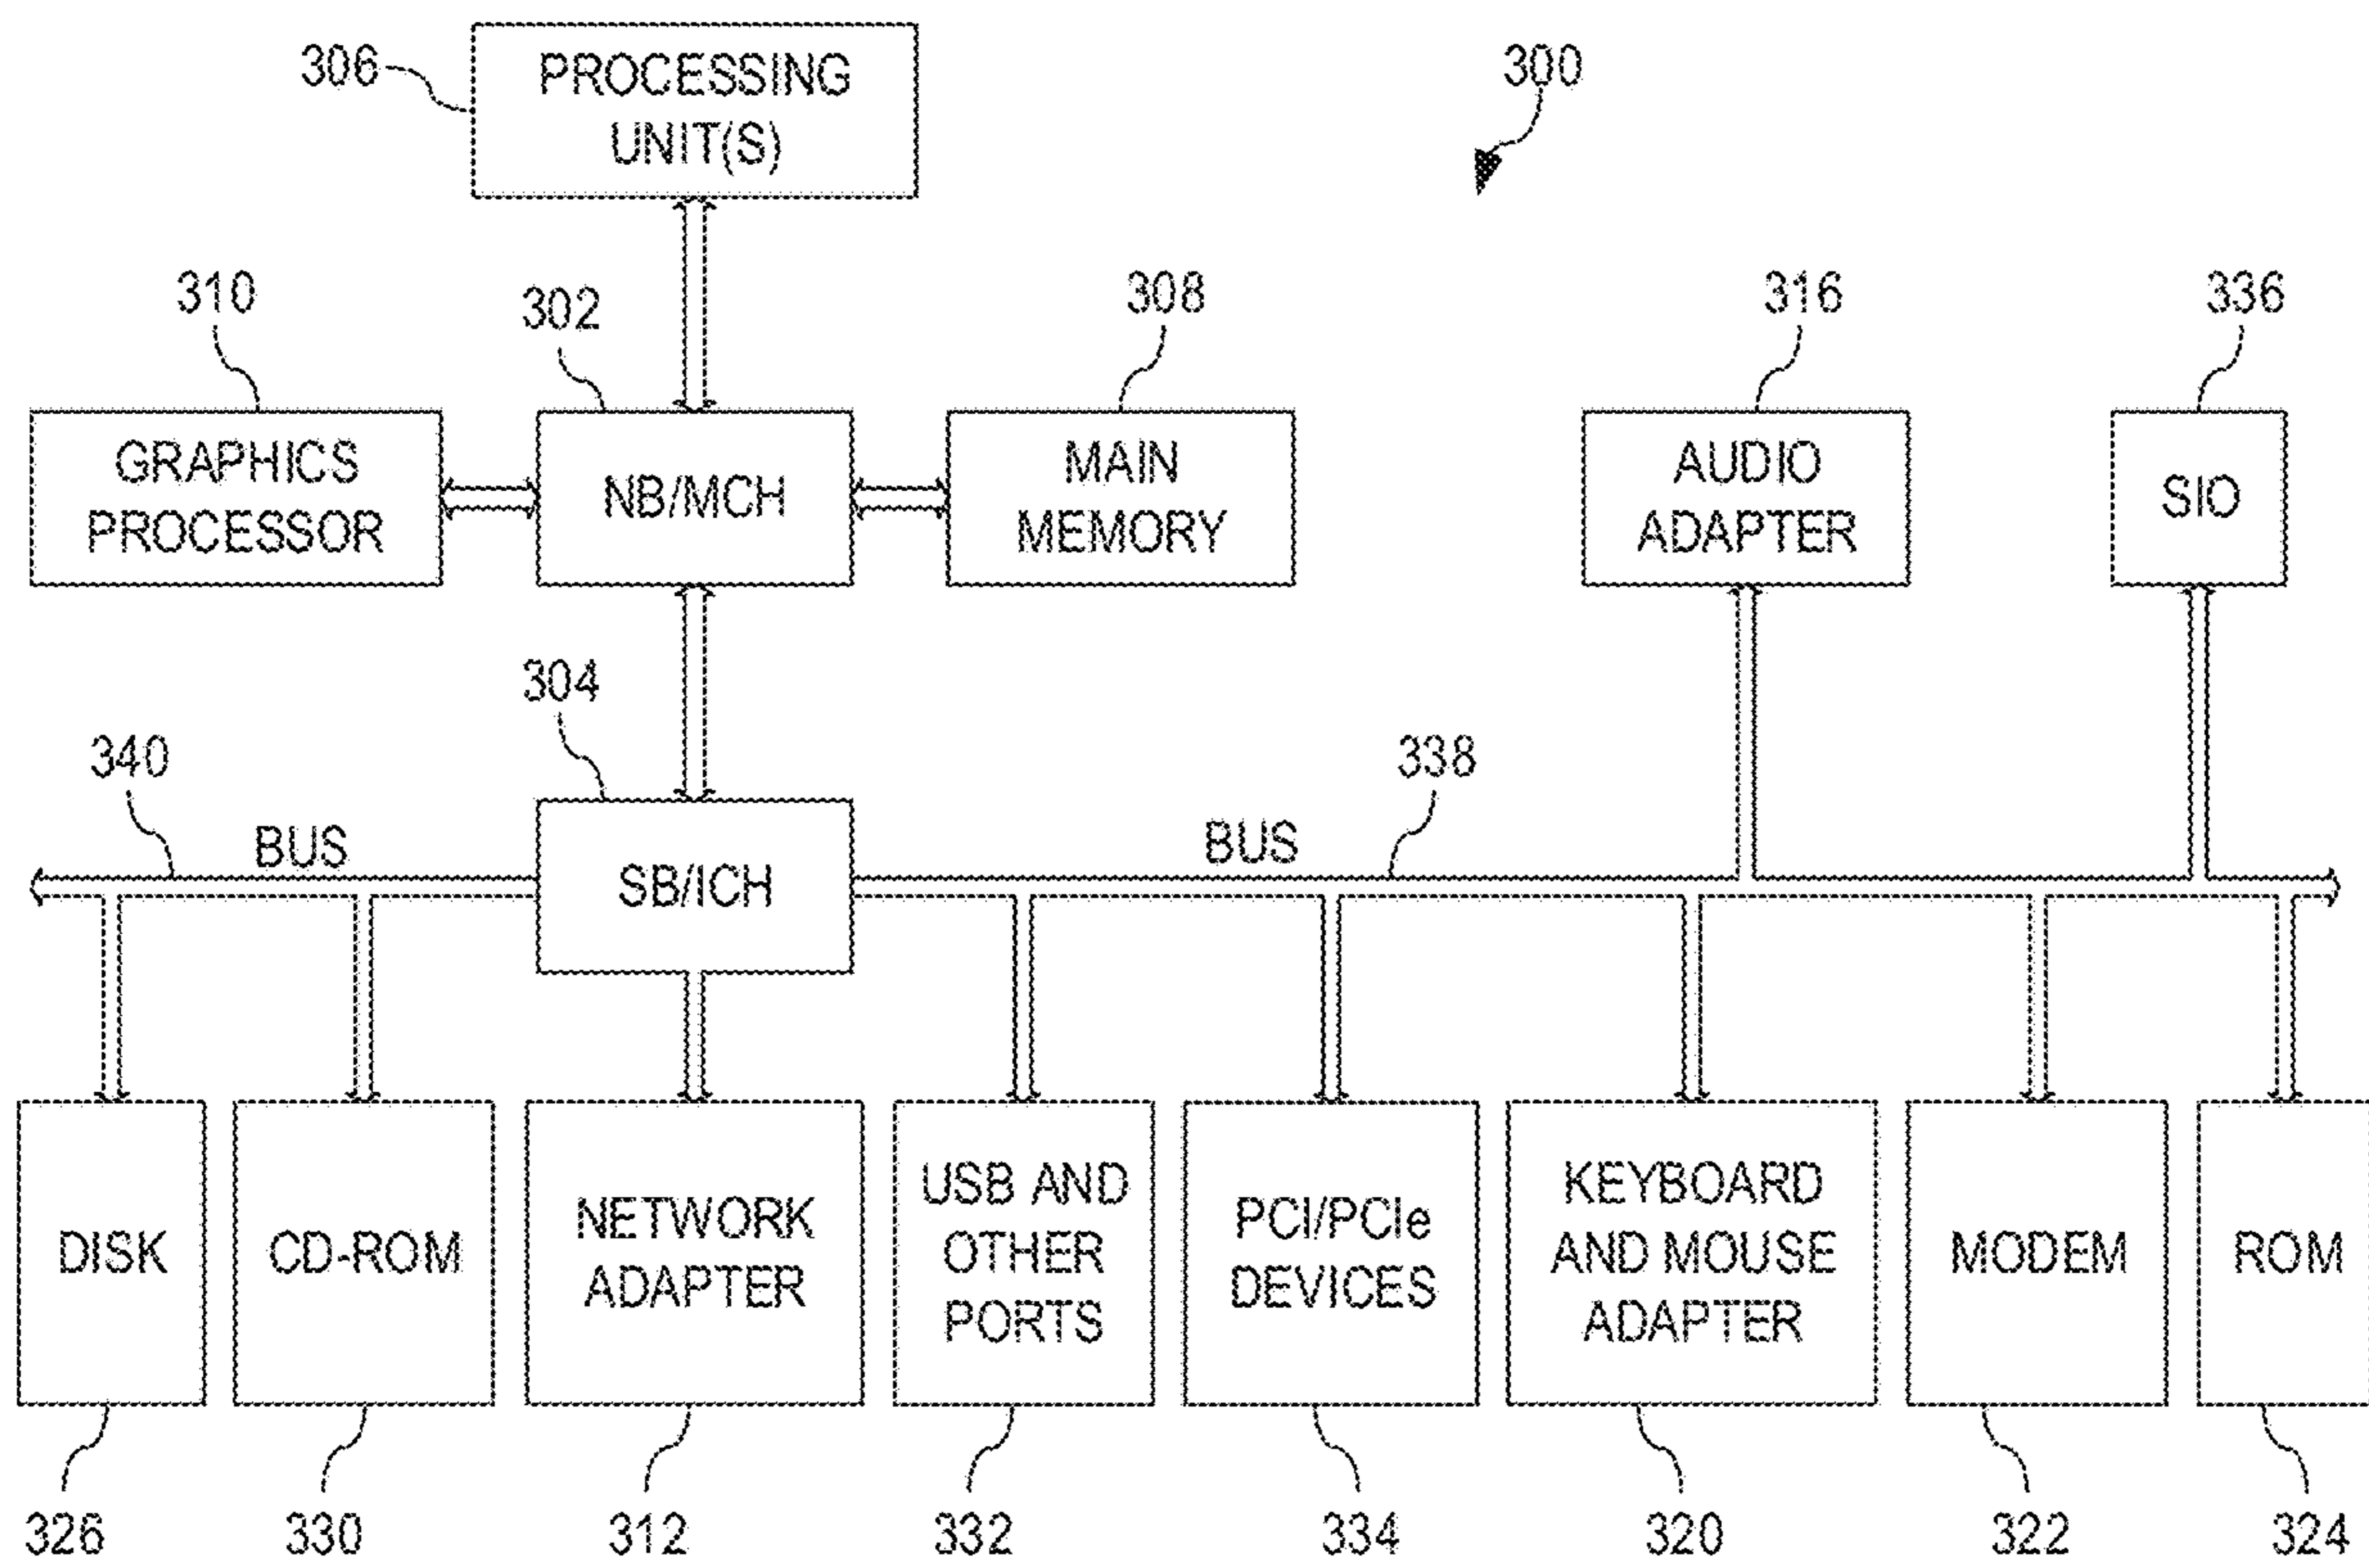 306
PROCESSING
UNIT(S)
300
310
302
308
316
336
GRAPHICS
PROCESSOR
NB/MCH
MAIN
MEMORY
AUDIO
ADAPTER
SIO
304
340
338
BUS
BUS
SB/ICH
DISK
CD-ROM
NETWORK
ADAPTER
USB AND
OTHER
PORTS
PCI/PCIe
DEVICES
KEYBOARD
AND MOUSE
ADAPTER
MODEM
ROM
326
330
312
332
334
320
322
324